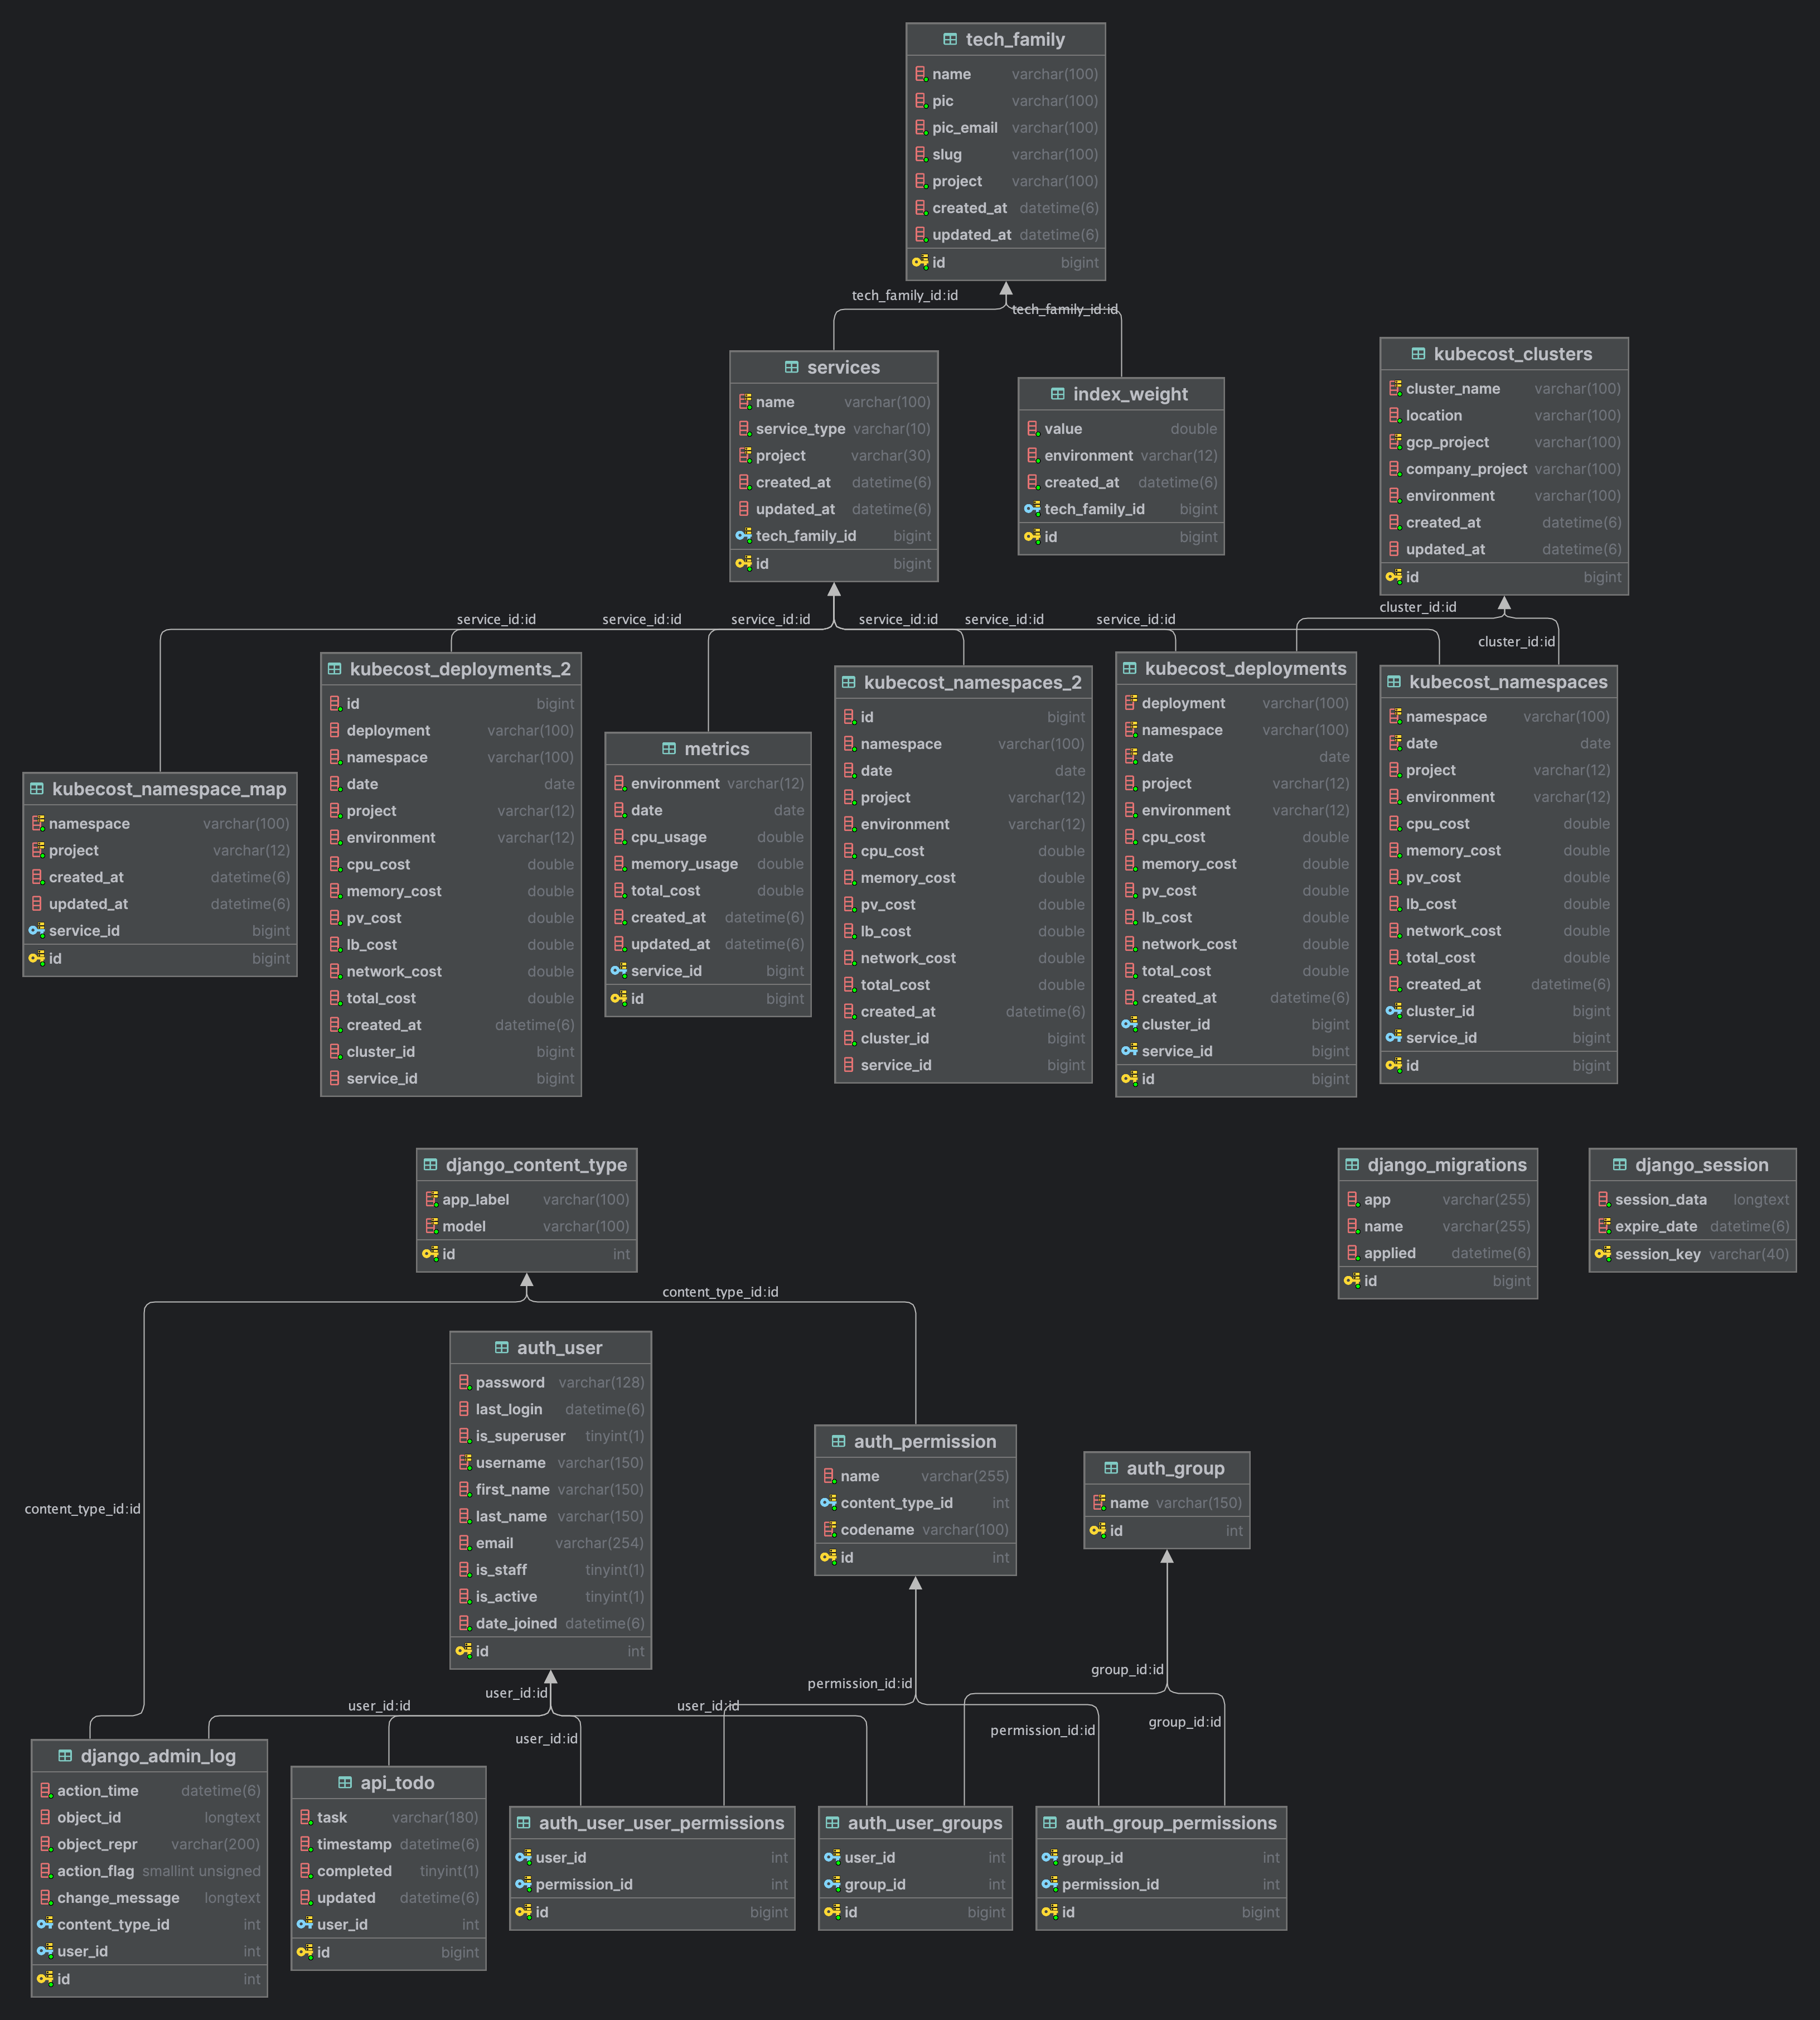 tech_family
name varchar(100)
pic varchar(100)
pic_email varchar(100)
slug varchar(100)
project varchar(100)
created_at datetime(6)
updated_at datetime(6)
id bigint
tech_family_id:id
tech_family_id:id
services
name varchar(100)
service_type varchar(10)
project varchar(30)
created_at datetime(6)
updated_at datetime(6)
tech_family_id bigint
id bigint
index_weight
value double
environment varchar(12)
created_at datetime(6)
tech_family_id bigint
id bigint
kubecost_clusters
cluster_name varchar(100)
location varchar(100)
gcp_project varchar(100)
company_project varchar(100)
environment varchar(100)
created_at datetime(6)
updated_at datetime(6)
id bigint
service_id:id
service_id:id
service_id:id
service_id:id
service_id:id
service_id:id
cluster_id:id
cluster_id:id
kubecost_namespace_map
namespace varchar(100)
project varchar(12)
created_at datetime(6)
updated_at datetime(6)
service_id bigint
id bigint
kubecost_deployments_2
id bigint
deployment varchar(100)
namespace varchar(100)
date date
project varchar(12)
environment varchar(12)
cpu_cost double
memory_cost double
pv_cost double
lb_cost double
network_cost double
total_cost double
created_at datetime(6)
cluster_id bigint
service_id bigint
metrics
environment varchar(12)
date date
cpu_usage double
memory_usage double
total_cost double
created_at datetime(6)
updated_at datetime(6)
service_id bigint
id bigint
kubecost_namespaces_2
id bigint
namespace varchar(100)
date date
project varchar(12)
environment varchar(12)
cpu_cost double
memory_cost double
pv_cost double
lb_cost double
network_cost double
total_cost double
created_at datetime(6)
cluster_id bigint
service_id bigint
kubecost_deployments
deployment varchar(100)
namespace varchar(100)
date date
project varchar(12)
environment varchar(12)
cpu_cost double
memory_cost double
pv_cost double
lb_cost double
network_cost double
total_cost double
created_at datetime(6)
cluster_id bigint
service_id bigint
id bigint
kubecost_namespaces
namespace varchar(100)
date date
project varchar(12)
environment varchar(12)
cpu_cost double
memory_cost double
pv_cost double
lb_cost double
network_cost double
total_cost double
created_at datetime(6)
cluster_id bigint
service_id bigint
id bigint
django_content_type
app_label varchar(100)
model varchar(100)
id int
django_migrations
app varchar(255)
name varchar(255)
applied datetime(6)
id bigint
django_session
session_data longtext
expire_date datetime(6)
session_key varchar(40)
content_type_id:id
content_type_id:id
auth_user
password varchar(128)
last_login datetime(6)
is_superuser tinyint(1)
username varchar(150)
first_name varchar(150)
last_name varchar(150)
email varchar(254)
is_staff tinyint(1)
is_active tinyint(1)
date_joined datetime(6)
id int
auth_permission
name varchar(255)
content_type_id int
codename varchar(100)
id int
auth_group
name varchar(150)
id int
user_id:id
user_id:id
user_id:id
user_id:id
permission_id:id
permission_id:id
group_id:id
group_id:id
django_admin_log
action_time datetime(6)
object_id longtext
object_repr varchar(200)
action_flag smallint unsigned
change_message longtext
content_type_id int
user_id int
id int
api_todo
task varchar(180)
timestamp datetime(6)
completed tinyint(1)
updated datetime(6)
user_id int
id bigint
auth_user_user_permissions
user_id int
permission_id int
id bigint
auth_user_groups
user_id int
group_id int
id bigint
auth_group_permissions
group_id int
permission_id int
id bigint